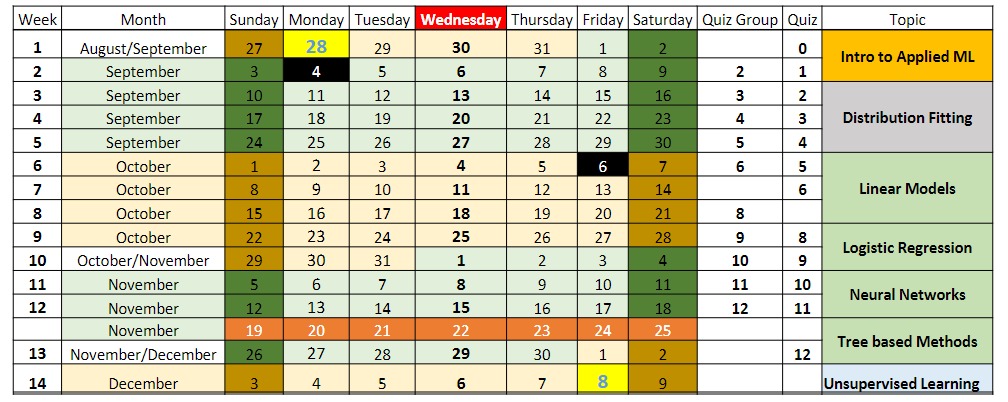 Week Month Sunday Monday Tuesday Wednesday Thursday Friday Saturday Quiz Group Quiz Topic
1 August/September 27 28 29 30 31 1 2 0 Intro to Applied ML
2 September 3 4 5 6 7 8 9 2 1
3 September 10 11 12 13 14 15 16 3 2 Distribution Fitting
4 September 17 18 19 20 21 22 23 4 3
5 September 24 25 26 27 28 29 30 5 4
6 October 1 2 3 4 5 6 7 6 5 Linear Models
7 October 8 9 10 11 12 13 14 6
8 October 15 16 17 18 19 20 21 8
9 October 22 23 24 25 26 27 28 9 8 Logistic Regression
10 October/November 29 30 31 1 2 3 4 10 9
11 November 5 6 7 8 9 10 11 11 10 Neural Networks
12 November 12 13 14 15 16 17 18 12 11
November 19 20 21 22 23 24 25 Tree based Methods
13 November/December 26 27 28 29 30 1 2 12
14 December 3 4 5 6 7 8 9 Unsupervised Learning